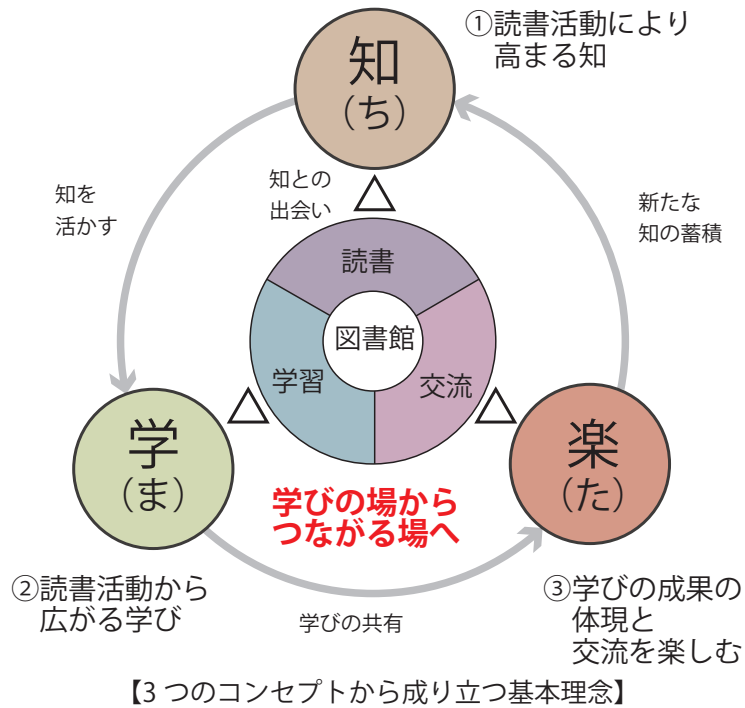 ①読書活動により
高まる知
知
（ち）
知を
活かす
知との
出会い
新たな
知の蓄積
読書
図書館
学習
交流
学
（ま）
楽
（た）
学びの場から
つながる場へ
②読書活動から
広がる学び
学びの共有
③学びの成果の
体現と
交流を楽しむ
【3 つのコンセプトから成り立つ基本理念】